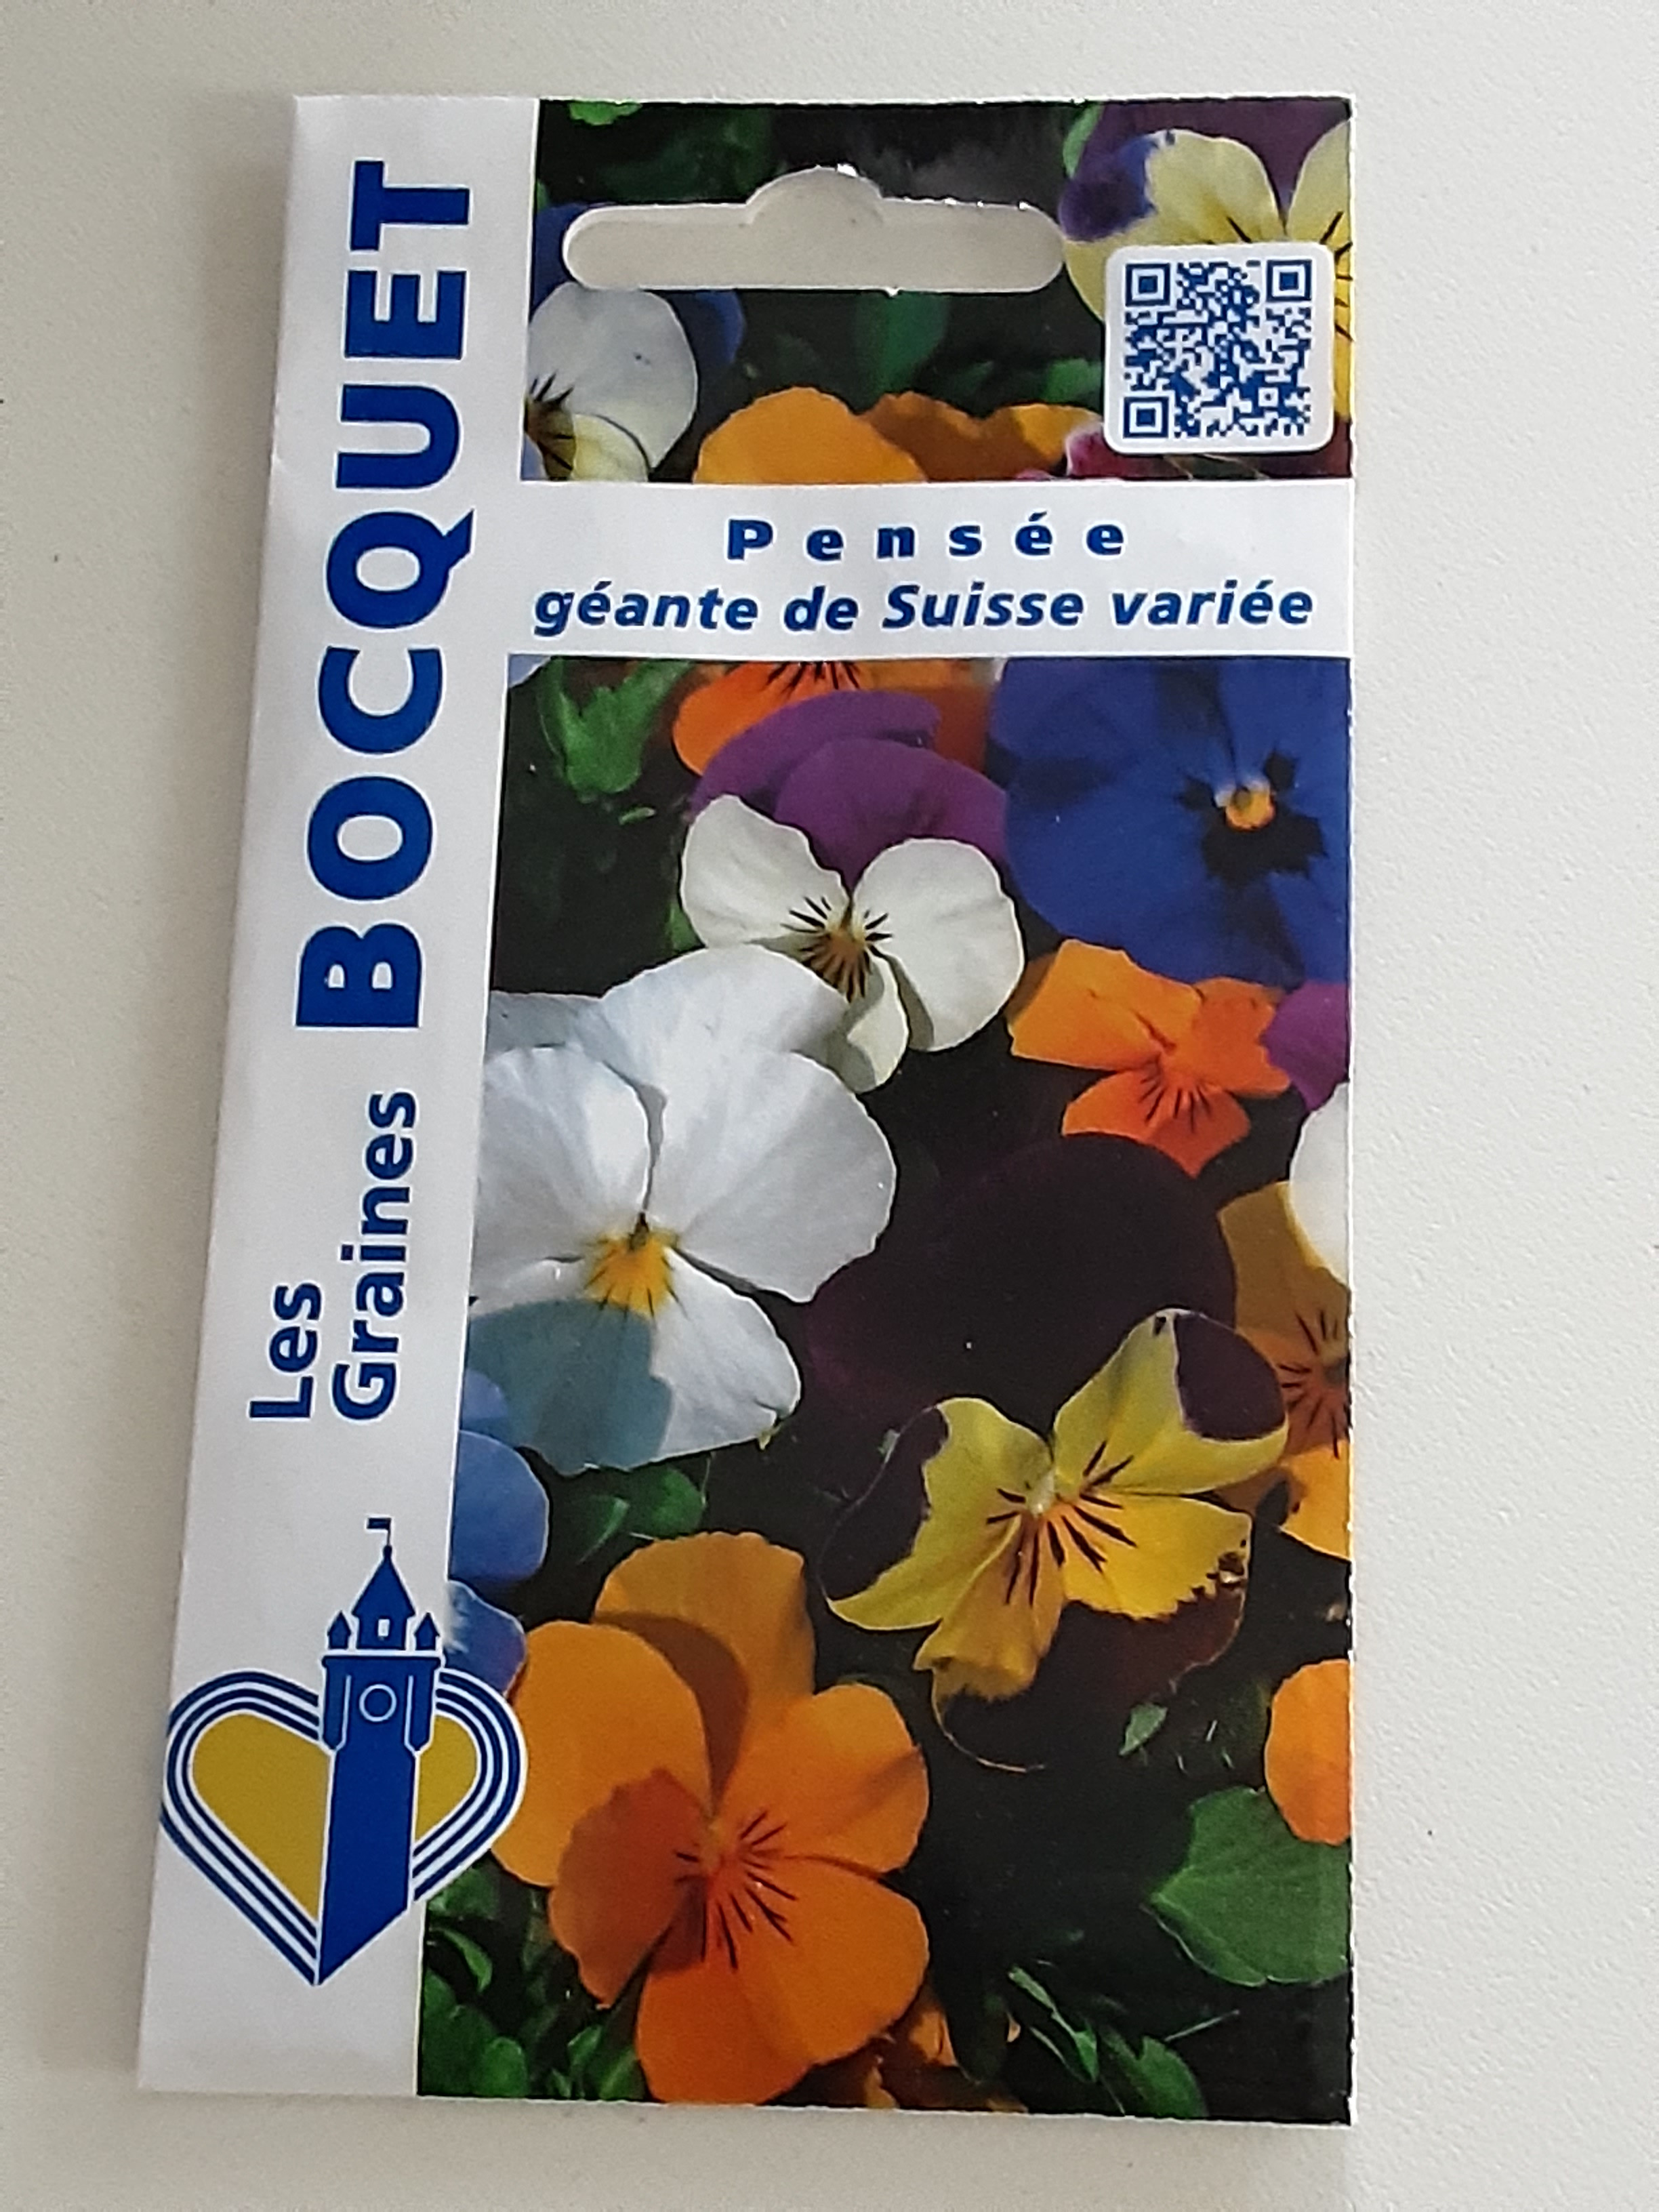 Les
Graines BOCQUET
Pensée
géante de Suisse variée